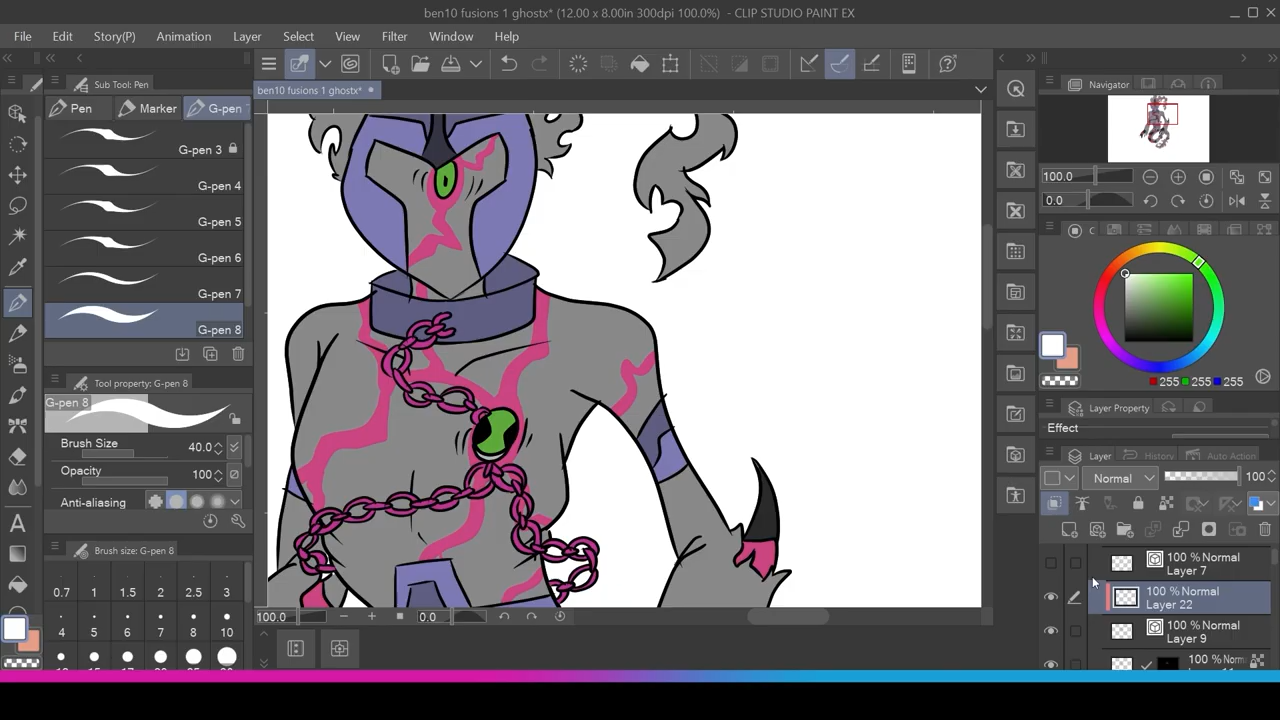 ben10 fusions 1 ghostx* (12.00 x 8.00in 300dpi 100.0%) - CLIP STUDIO PAINT EX
File Edit Story(P) Animation Layer Select View Filter Window Help
Sub Tool: Pen
Pen Marker G-pen
G-pen 3
G-pen 4
G-pen 5
G-pen 6
G-pen 7
G-pen 8
Tool property: G-pen 8
G-pen 8
Brush Size 40.0
Opacity 100
Anti-aliasing
Brush size: G-pen 8
0.7 1 1.5 2 2.5 3
4 5 6 7 8 10
ben10 fusions 1 ghostx*
100.0 0.0
Navigator
100.0
0.0
C
255 255 255
Layer Property
Effect
Layer History Auto Action
Normal 100
100 % Normal
Layer 7
100 % Normal
Layer 22
100 % Normal
Layer 9
100 % Norm